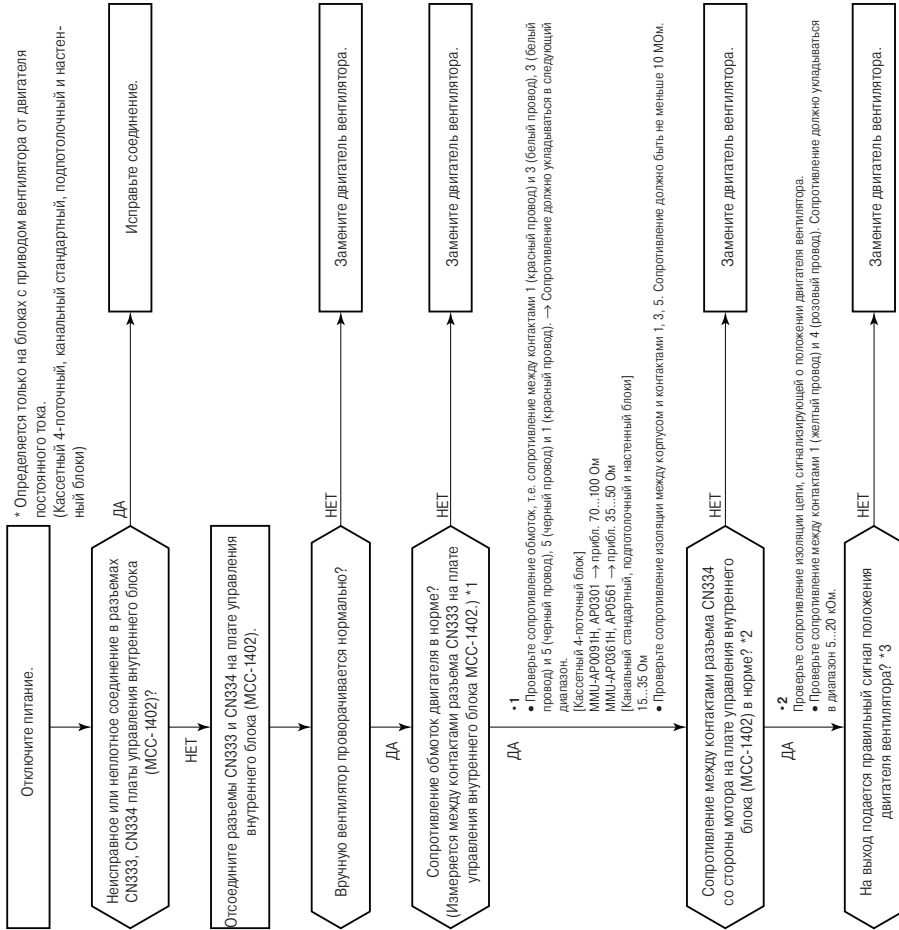 Отключите питание.
* Определяется только на блоках с приводом вентилятора от двигателя
постоянного тока.
(Кассетный 4-поточный, канальный стандартный, подпотолочный и настен-
ный блоки)
Неисправное или неплотное соединение в разъемах
CN333, CN334 платы управления внутреннего блока
(MCC-1402)?
ДА
Исправьте соединение.
НЕТ
Отсоедините разъемы CN333 и CN334 на плате управления
внутреннего блока (MCC-1402).
Вручную вентилятор проворачивается нормально?
НЕТ
Замените двигатель вентилятора.
ДА
Сопротивление обмоток двигателя в норме?
(Измеряется между контактами разъема CN333 на плате
управления внутреннего блока MCC-1402.) *1
НЕТ
Замените двигатель вентилятора.
ДА
*1
● Проверьте сопротивление обмоток, т.е. сопротивление между контактами 1 (красный провод) и 3 (белый провод), 3 (белый
провод) и 5 (черный провод), 5 (черный провод) и 1 (красный провод). → Сопротивление должно укладываться в следующий
диапазон.
[Кассетный 4-поточный блок]
MMU-AP0091H, AP0301 → прибл. 70...100 Ом
MMU-AP0361H, AP0561 → прибл. 35...50 Ом
[Канальный стандартный, подпотолочный и настенный блоки]
15...35 Ом
● Проверьте сопротивление изоляции между корпусом и контактами 1, 3, 5. Сопротивление должно быть не меньше 10 МОм.
Сопротивление между контактами разъема CN334
со стороны мотора на плате управления внутреннего
блока (MCC-1402) в норме? *2
НЕТ
Замените двигатель вентилятора.
ДА
*2
Проверьте сопротивление изоляции цепи, сигнализирующей о положении двигателя вентилятора.
● Проверьте сопротивление между контактами 1 (желтый провод) и 4 (розовый провод). Сопротивление должно укладываться
в диапазон 5...20 кОм.
На выход подается правильный сигнал положения
двигателя вентилятора? *3
НЕТ
Замените двигатель вентилятора.